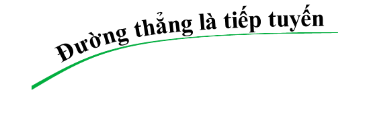 Đường thẳng là tiếp tuyến